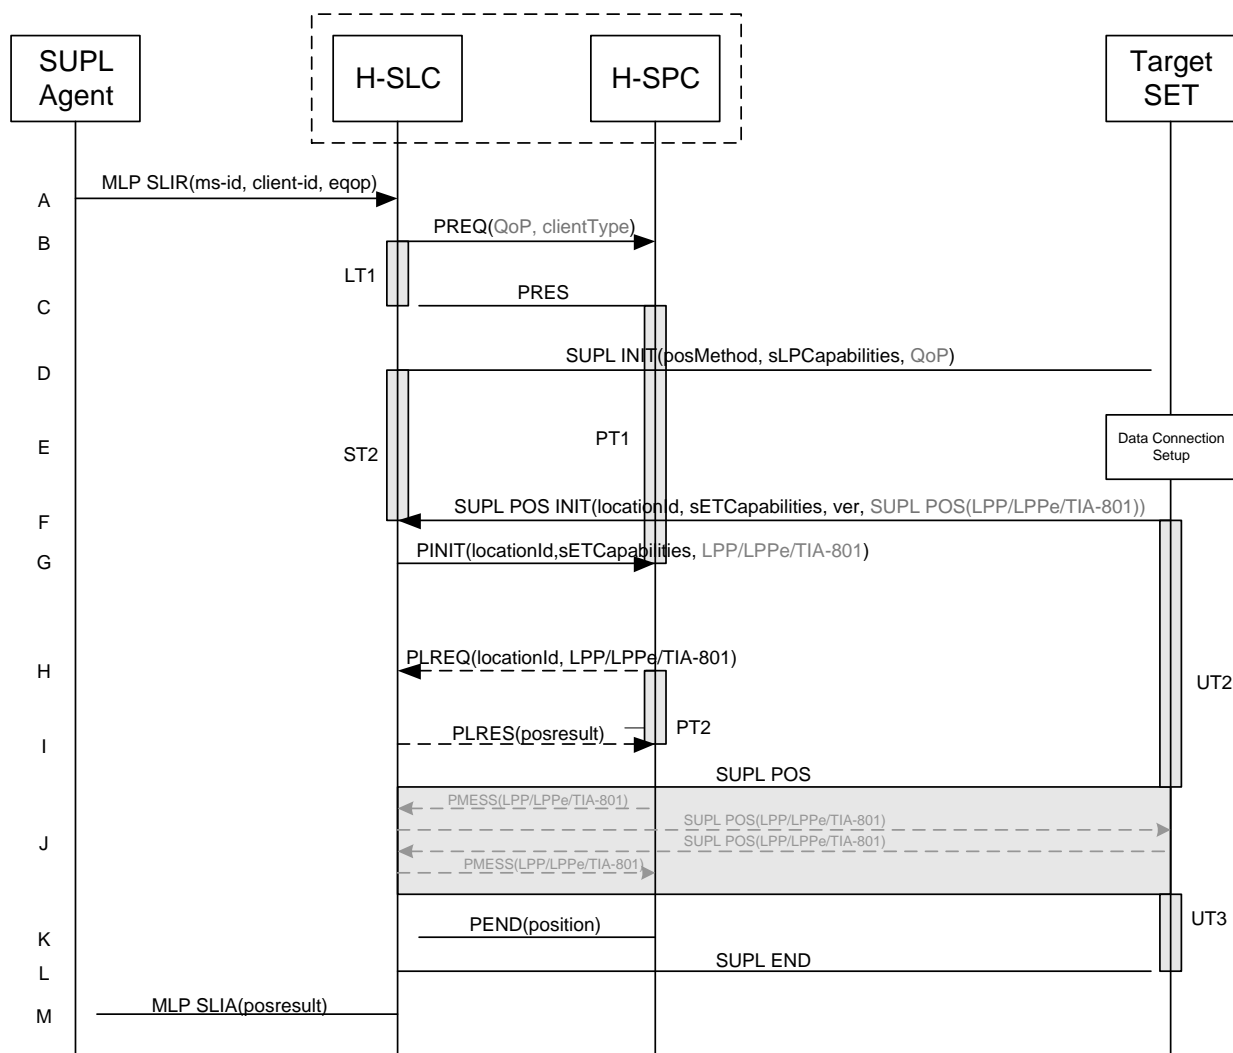 SUPL
Agent
H-SLC
H-SPC
Target
SET
A
MLP SLIR(ms-id, client-id, eqop)
B
PREQ(QoP, clientType)
LT1
C
PRES
D
SUPL INIT(posMethod, sLPCapabilities, QoP)
E
ST2
PT1
Data Connection
Setup
F
SUPL POS INIT(locationId, sETCapabilities, ver, SUPL POS(LPP/LPPe/TIA-801))
G
PINIT(locationId,sETCapabilities, LPP/LPPe/TIA-801)
H
PLREQ(locationId, LPP/LPPe/TIA-801)
UT2
I
PLRES(posresult)
PT2
SUPL POS
PMESS(LPP/LPPe/TIA-801)
SUPL POS(LPP/LPPe/TIA-801)
J
SUPL POS(LPP/LPPe/TIA-801)
PMESS(LPP/LPPe/TIA-801)
UT3
K
PEND(position)
L
SUPL END
M
MLP SLIA(posresult)